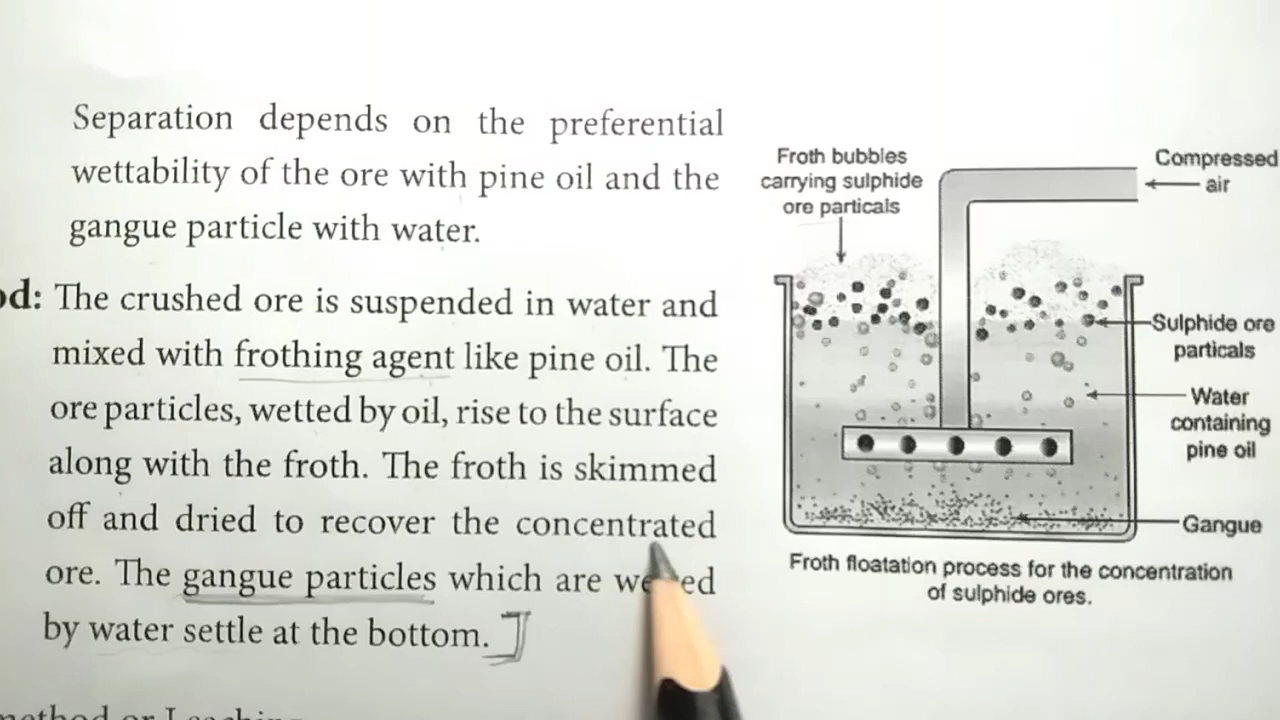 Separation depends on the preferential
wettability of the ore with pine oil and the
gangue particle with water.
od: The crushed ore is suspended in water and
mixed with frothing agent like pine oil. The
ore particles, wetted by oil, rise to the surface
along with the froth. The froth is skimmed
off and dried to recover the concentrated
ore. The gangue particles which are
by water settle at the bottom.
Froth bubbles
carrying sulphide
ore particals
Compressed
air
Sulphide ore
particals
Water
containing
pine oil
Gangue
Froth floatation process for the concentration
of sulphide ores.